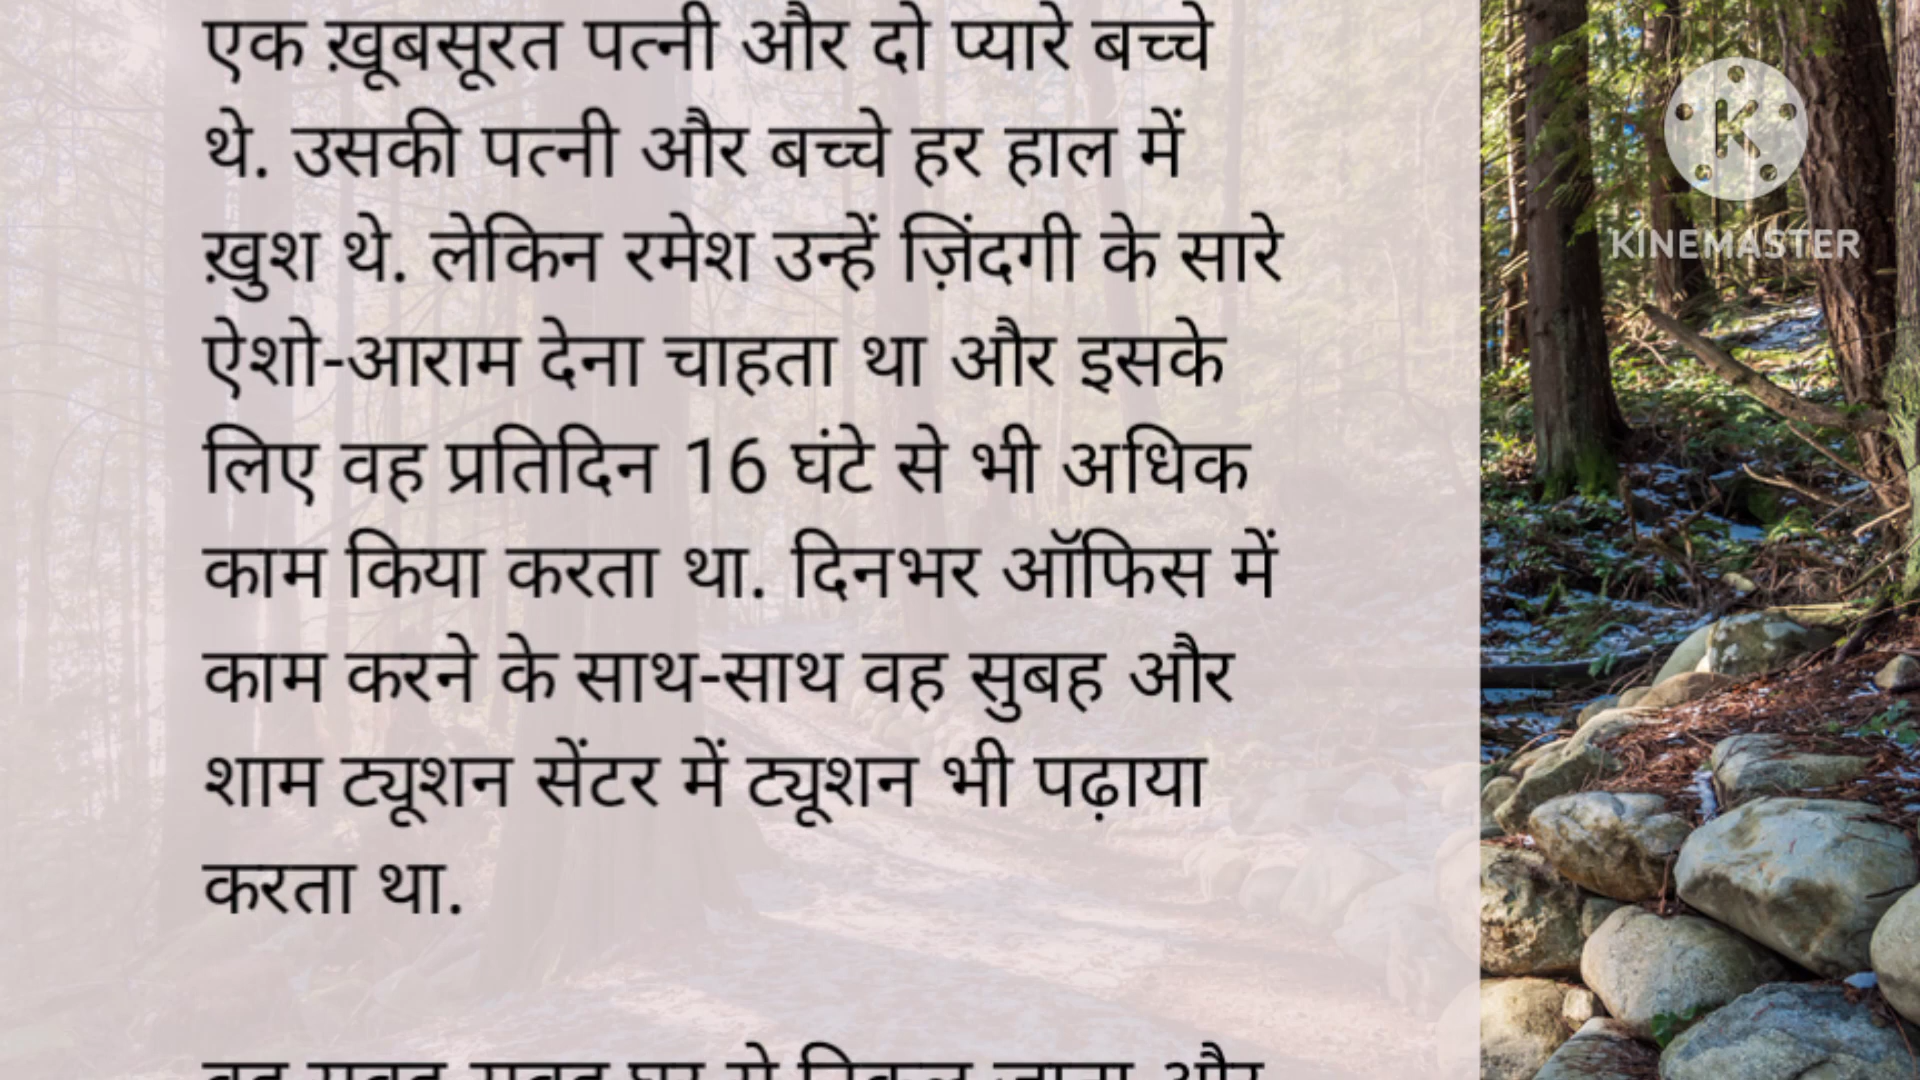 एक ख़ूबसूरत पत्नी और दो प्यारे बच्चे
थे. उसकी पत्नी और बच्चे हर हाल में
ख़ुश थे. लेकिन रमेश उन्हें ज़िंदगी के सारे
ऐशो-आराम देना चाहता था और इसके
लिए वह प्रतिदिन 16 घंटे से भी अधिक
काम किया करता था. दिनभर ऑफिस में
काम करने के साथ-साथ वह सुबह और
शाम ट्यूशन सेंटर में ट्यूशन भी पढ़ाया
करता था.
K
KINEMASTER